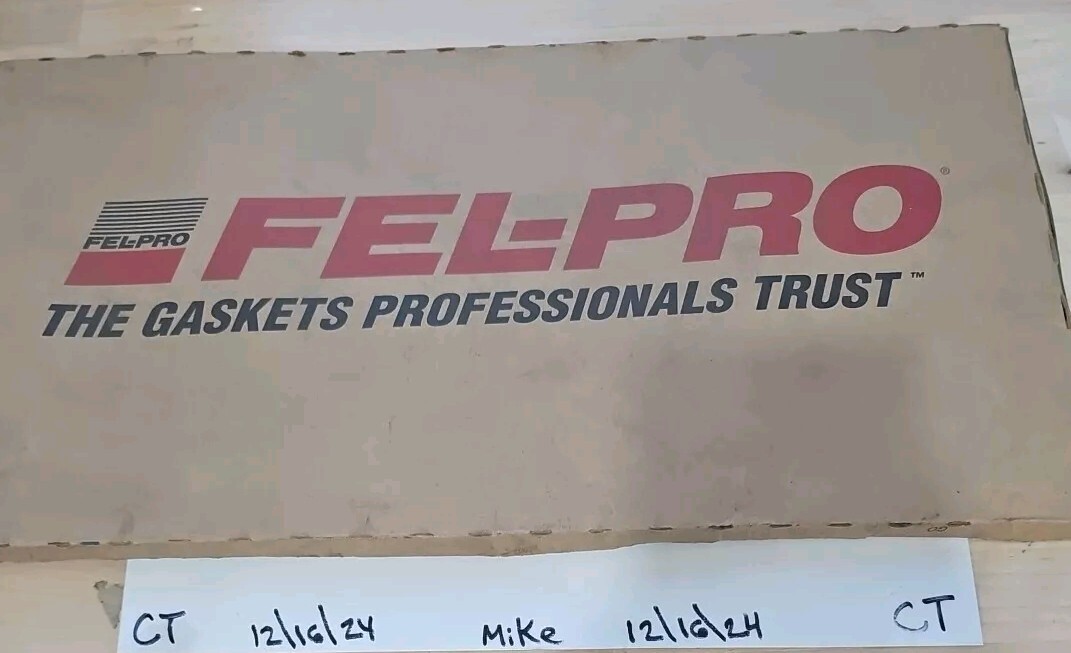 FEL-PRO
FEL-PRO®
THE GASKETS PROFESSIONALS TRUST™
CT 12/16/24 Mike 12/16/24 CT